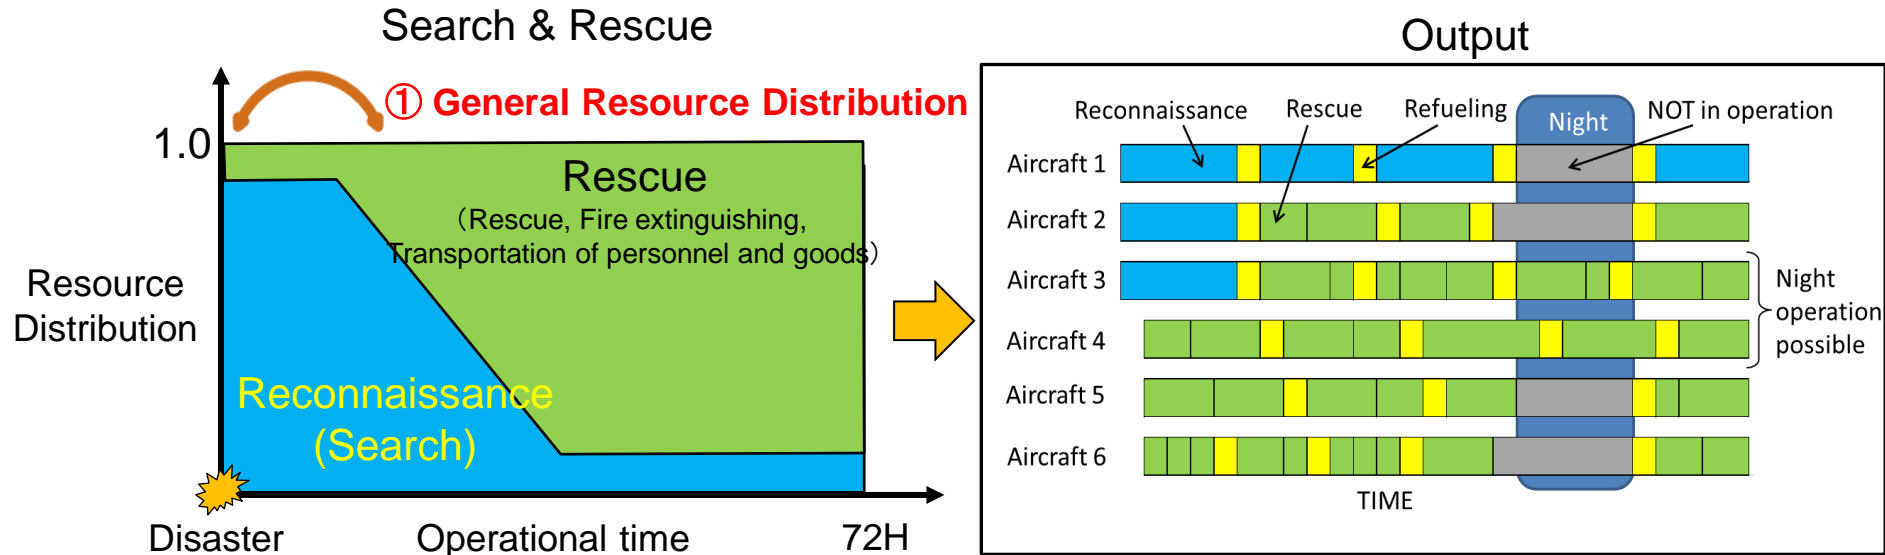 Search & Rescue
① General Resource Distribution
1.0
Rescue
（Rescue, Fire extinguishing,
Transportation of personnel and goods）
Resource
Distribution
Reconnaissance
(Search)
Disaster
Operational time
72H
Output
Reconnaissance
Rescue
Refueling
Night
NOT in operation
Aircraft 1
Aircraft 2
Aircraft 3
Aircraft 4
Aircraft 5
Aircraft 6
Night
operation
possible
TIME